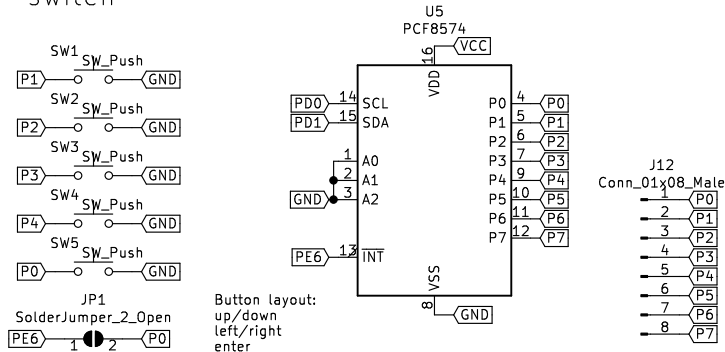 Switch
SW1
SW_Push
P1
GND
SW2
SW_Push
P2
GND
SW3
SW_Push
P3
GND
SW4
SW_Push
P4
GND
SW5
SW_Push
P0
GND
JP1
SolderJumper_2_Open
PE6
1
2
P0
Button layout:
up/down
left/right
enter
U5
PCF8574
16
VCC
VDD
PD0
14
SCL
PD1
15
SDA
1
A0
2
A1
GND
3
A2
PE6
13
INT
P0
4
P0
P1
5
P1
P2
6
P2
P3
7
P3
P4
9
P4
P5
10
P5
P6
11
P6
P7
12
P7
VSS
8
GND
J12
Conn_01x08_Male
1
P0
2
P1
3
P2
4
P3
5
P4
6
P5
7
P6
8
P7